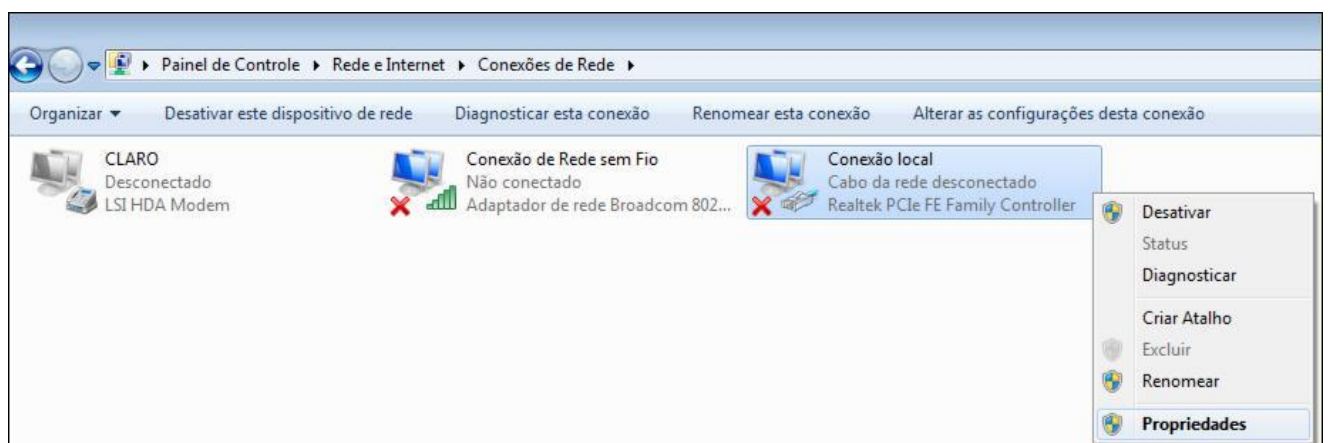 Painel de Controle ▸ Rede e Internet ▸ Conexões de Rede ▸
Organizar Desativar este dispositivo de rede Diagnosticar esta conexão Renomear esta conexão Alterar as configurações desta conexão
CLARO
Desconectado
LSI HDA Modem
Conexão de Rede sem Fio
Não conectado
Adaptador de rede Broadcom 802...
Conexão local
Cabo da rede desconectado
Realtek PCIe FE Family Controller
Desativar
Status
Diagnosticar
Criar Atalho
Excluir
Renomear
Propriedades